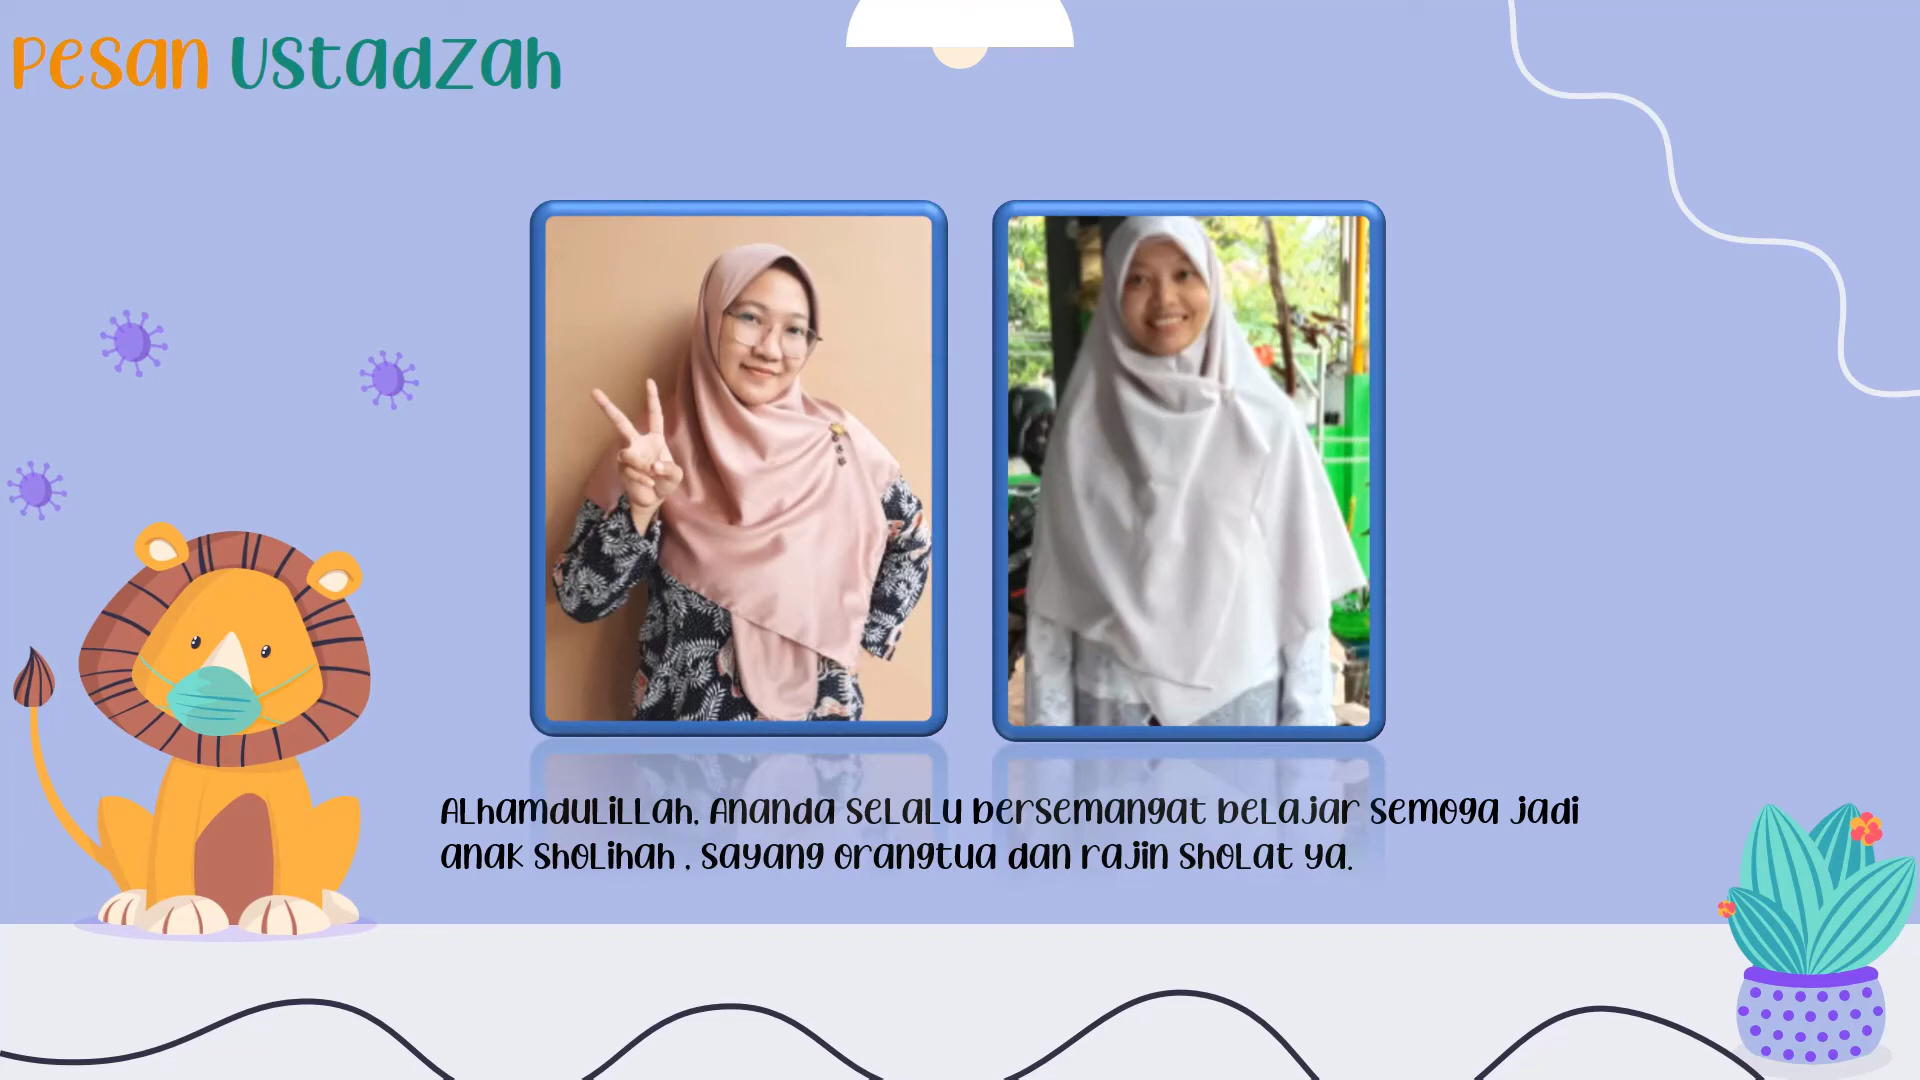 Pesan Ustadzah
Alhamdulillah, Ananda selalu bersemangat belajar semoga jadi
anak sholihah , sayang orangtua dan rajin sholat ya.